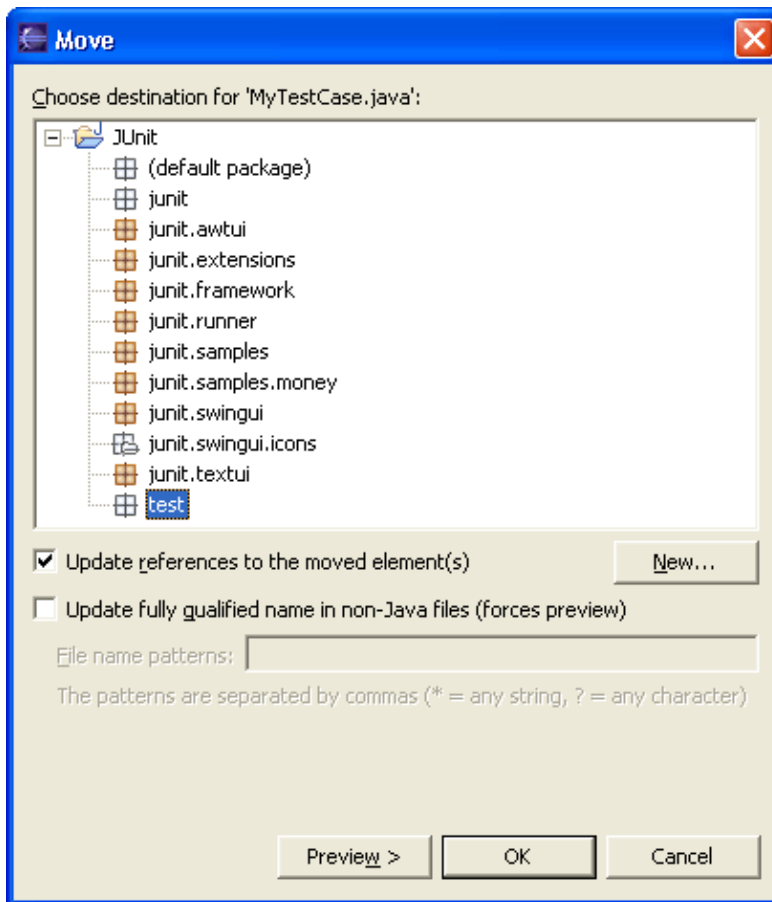 Move
Choose destination for 'MyTestCase.java':
JUnit
(default package)
junit
junit.awtui
junit.extensions
junit.framework
junit.runner
junit.samples
junit.samples.money
junit.swingui
junit.swingui.icons
junit.textui
test
Update references to the moved element(s) New...
Update fully qualified name in non-Java files (forces preview)
File name patterns:
The patterns are separated by commas (* = any string, ? = any character)
Preview > OK Cancel